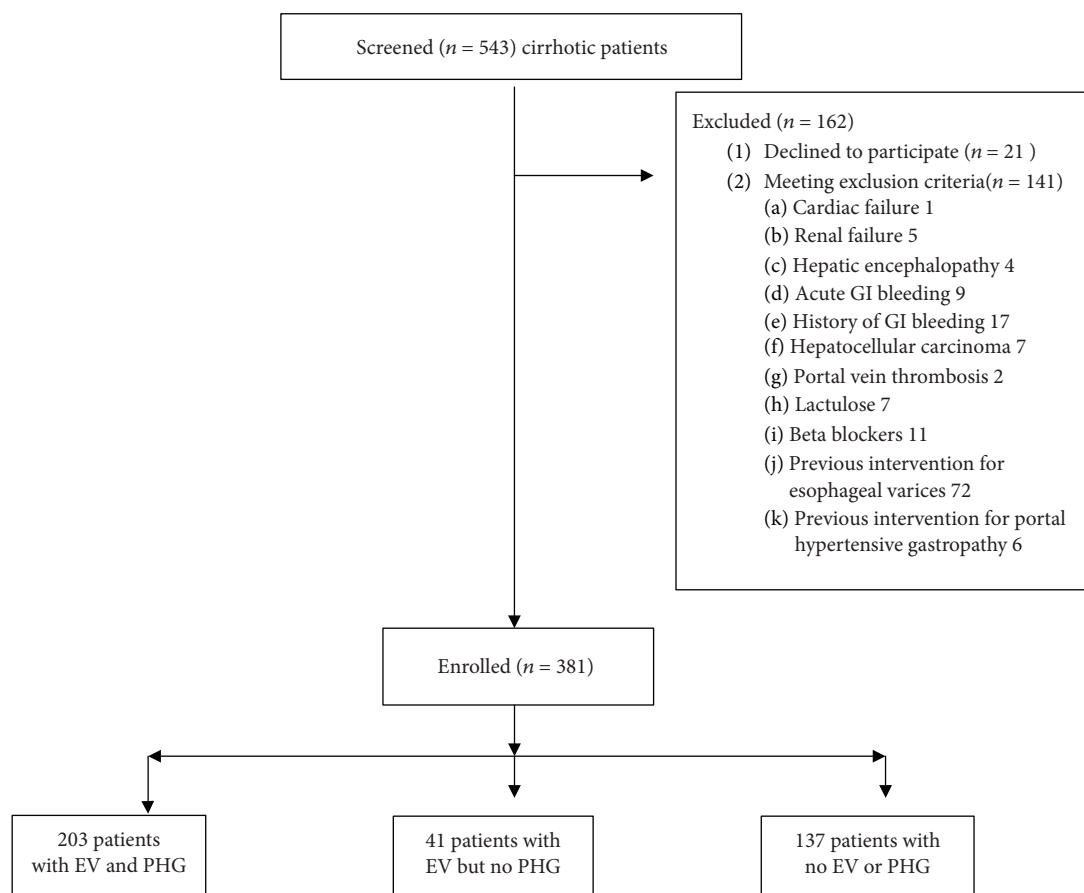 Screened (n = 543) cirrhotic patients
Excluded (n = 162)
(1) Declined to participate (n = 21 )
(2) Meeting exclusion criteria(n = 141)
(a) Cardiac failure 1
(b) Renal failure 5
(c) Hepatic encephalopathy 4
(d) Acute GI bleeding 9
(e) History of GI bleeding 17
(f) Hepatocellular carcinoma 7
(g) Portal vein thrombosis 2
(h) Lactulose 7
(i) Beta blockers 11
(j) Previous intervention for
esophageal varices 72
(k) Previous intervention for portal
hypertensive gastropathy 6
Enrolled (n = 381)
203 patients
with EV and PHG
41 patients with
EV but no PHG
137 patients with
no EV or PHG